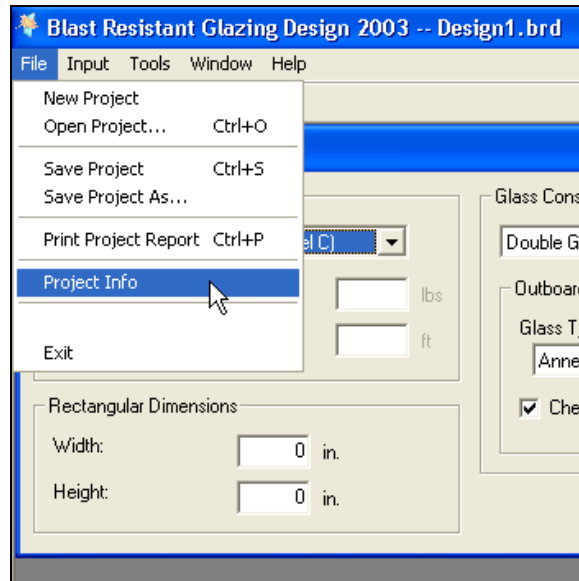 Blast Resistant Glazing Design 2003 -- Design1.brd
File Input Tools Window Help
New Project
Open Project... Ctrl+O
Save Project Ctrl+S
Save Project As...
Print Project Report Ctrl+P
Project Info
Exit
el C)
lbs
ft
Rectangular Dimensions
Width: 0 in.
Height: 0 in.
Glass Cons
Double G
Outboar
Glass T
Anne
Che